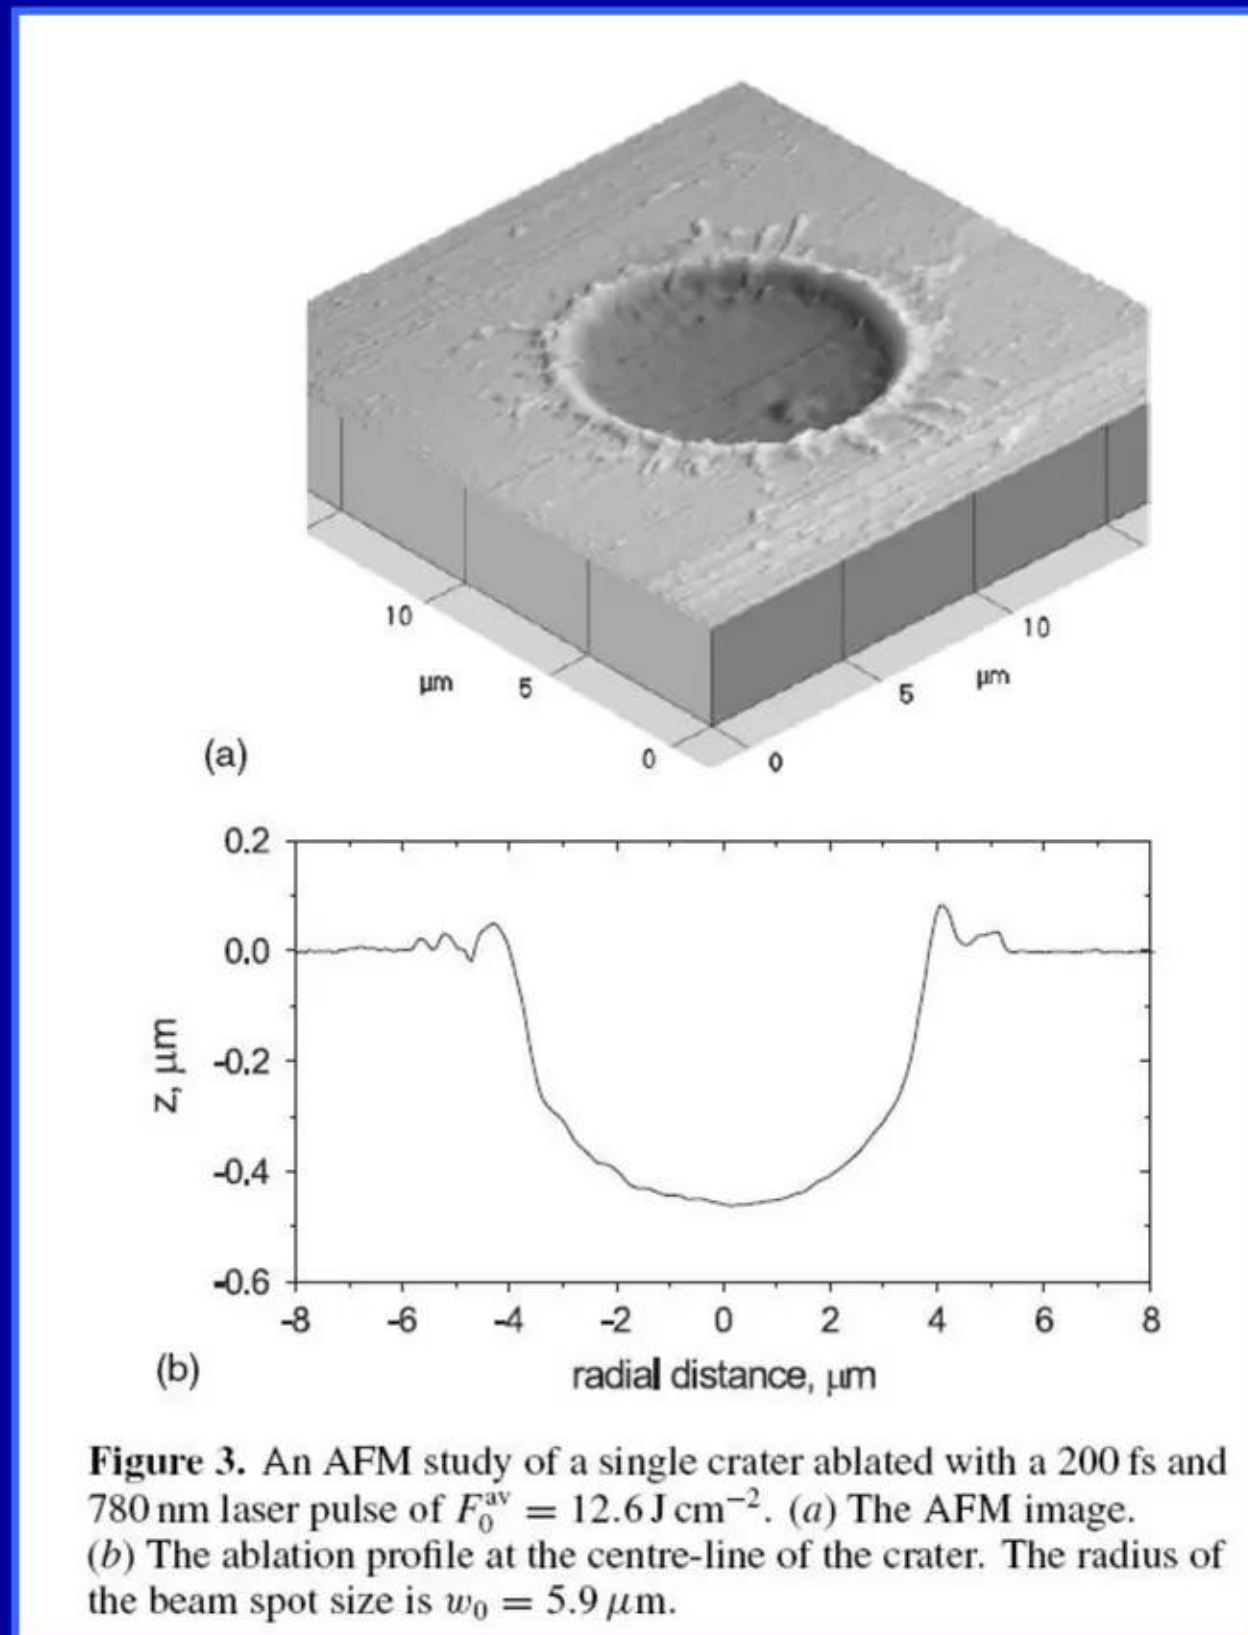 10
μm
5
0
0
5
μm
10
(a)
0.2
0.0
-0.2
-0.4
-0.6
z, μm
-8 -6 -4 -2 0 2 4 6 8
radial distance, μm
(b)
Figure 3. An AFM study of a single crater ablated with a 200 fs and
780 nm laser pulse of F₀ᵃᵛ = 12.6 J cm⁻². (a) The AFM image.
(b) The ablation profile at the centre-line of the crater. The radius of
the beam spot size is w₀ = 5.9 μm.